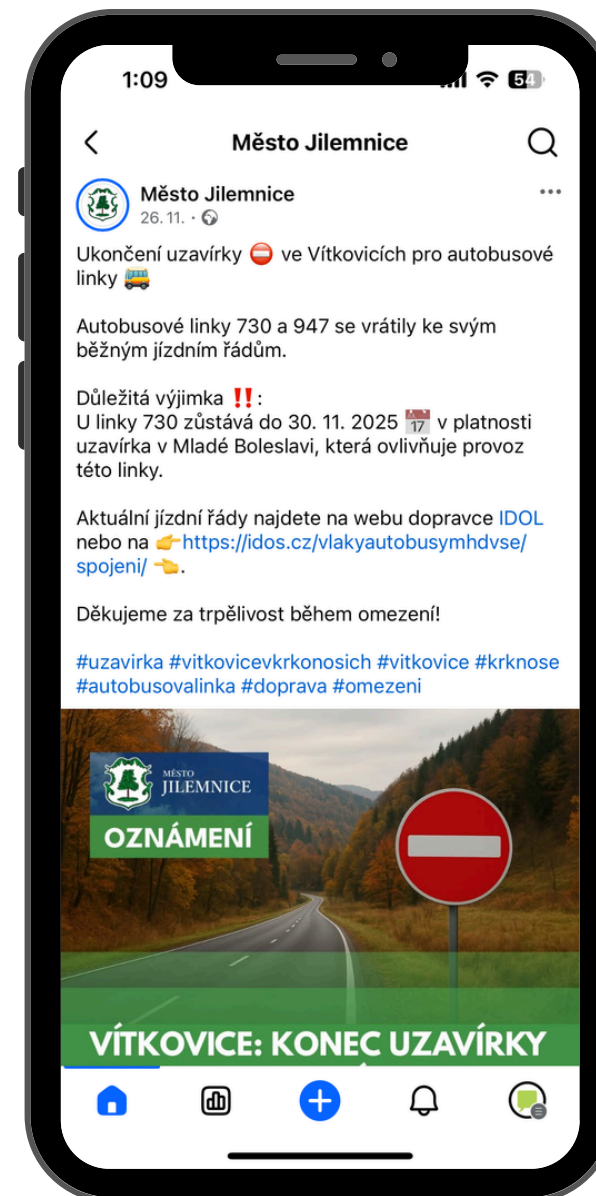 1:09
54
Město Jilemnice
Město Jilemnice
26. 11. ·
Ukončení uzavírky ⛔ ve Vítkovicích pro autobusové
linky 🚌
Autobusové linky 730 a 947 se vrátily ke svým
běžným jízdním řádům.
Důležitá výjimka ‼️:
U linky 730 zůstává do 30. 11. 2025 📅 v platnosti
uzavírka v Mladé Boleslavi, která ovlivňuje provoz
této linky.
Aktuální jízdní řády najdete na webu dopravce IDOL
nebo na 👉https://idos.cz/vlakyautobusymhdvse/
spojeni/ 👈.
Děkujeme za trpělivost během omezení!
#uzavirka #vitkovicevkrkonosich #vitkovice #krknose
#autobusovalinka #doprava #omezeni
MĚSTO
JILEMNICE
OZNÁMENÍ
VÍTKOVICE: KONEC UZAVÍRKY